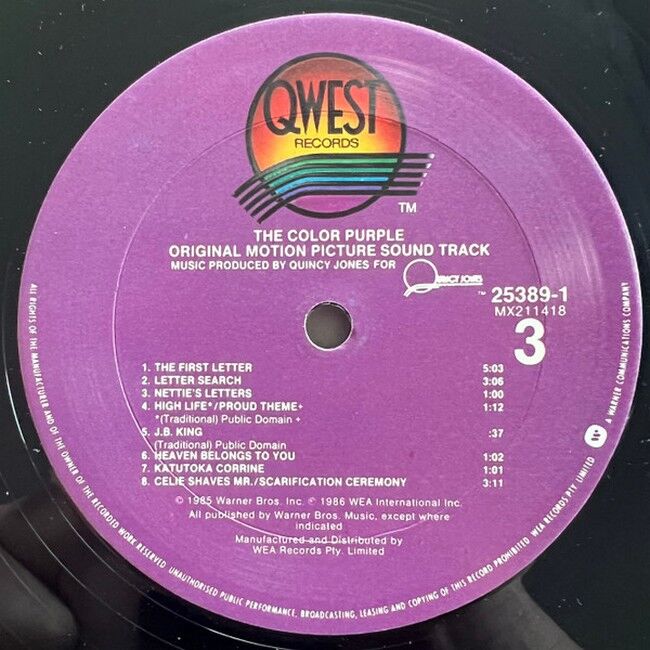 QWEST
RECORDS
TM
THE COLOR PURPLE
ORIGINAL MOTION PICTURE SOUND TRACK
MUSIC PRODUCED BY QUINCY JONES FOR QUINCY JONES
™ 25389-1
MX211418
3
1. THE FIRST LETTER 5:03
2. LETTER SEARCH 3:06
3. NETTIE'S LETTERS 1:00
4. HIGH LIFE*/PROUD THEME+ 1:12
*(Traditional) Public Domain +
5. J.B. KING :37
(Traditional) Public Domain
6. HEAVEN BELONGS TO YOU 1:02
7. KATUTOKA CORRINE 1:01
8. CELIE SHAVES MR./SCARIFICATION CEREMONY 3:11
© 1985 Warner Bros. Inc. ℗ 1986 WEA International Inc.
All published by Warner Bros. Music, except where
indicated
Manufactured and Distributed by
WEA Records Pty. Limited
ALL RIGHTS OF THE MANUFACTURER AND OF THE OWNER OF THE RECORDED WORK RESERVED. UNAUTHORISED PUBLIC PERFORMANCE, BROADCASTING, LEASING AND COPYING OF THIS RECORD PROHIBITED. WEA RECORDS PTY. LIMITED A WARNER COMMUNICATIONS COMPANY